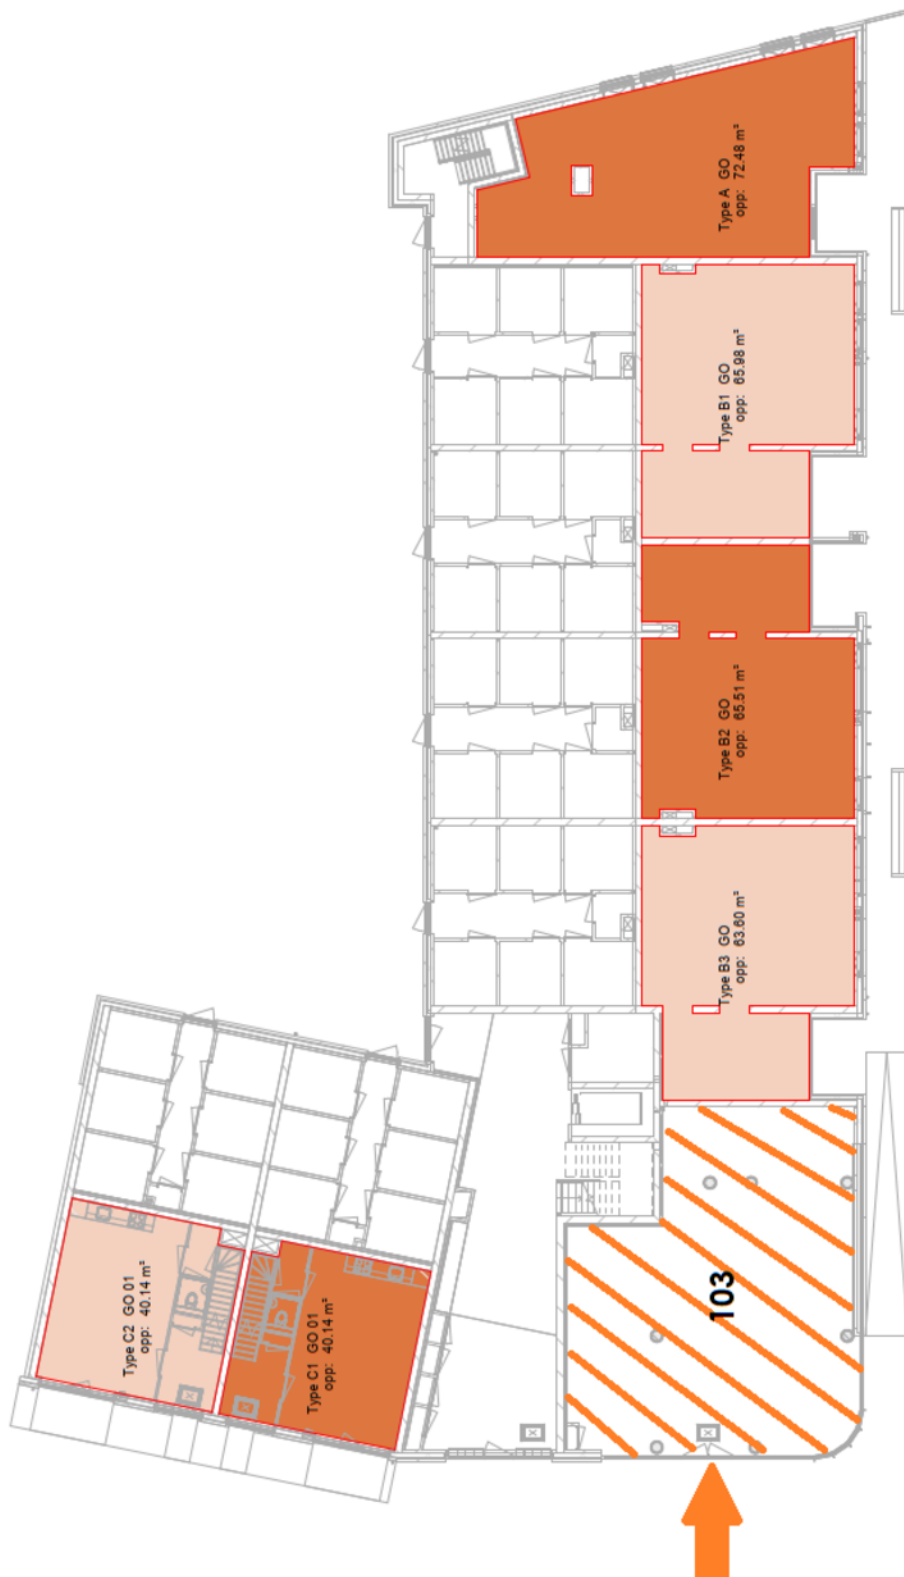 Type A GO
opp: 72.48 m²
Type B1 GO
opp: 65.98 m²
Type B2 GO
opp: 65.51 m²
Type B3 GO
opp: 63.60 m²
Type C2 GO 01
opp: 40.14 m²
Type C1 GO 01
opp: 40.14 m²
103